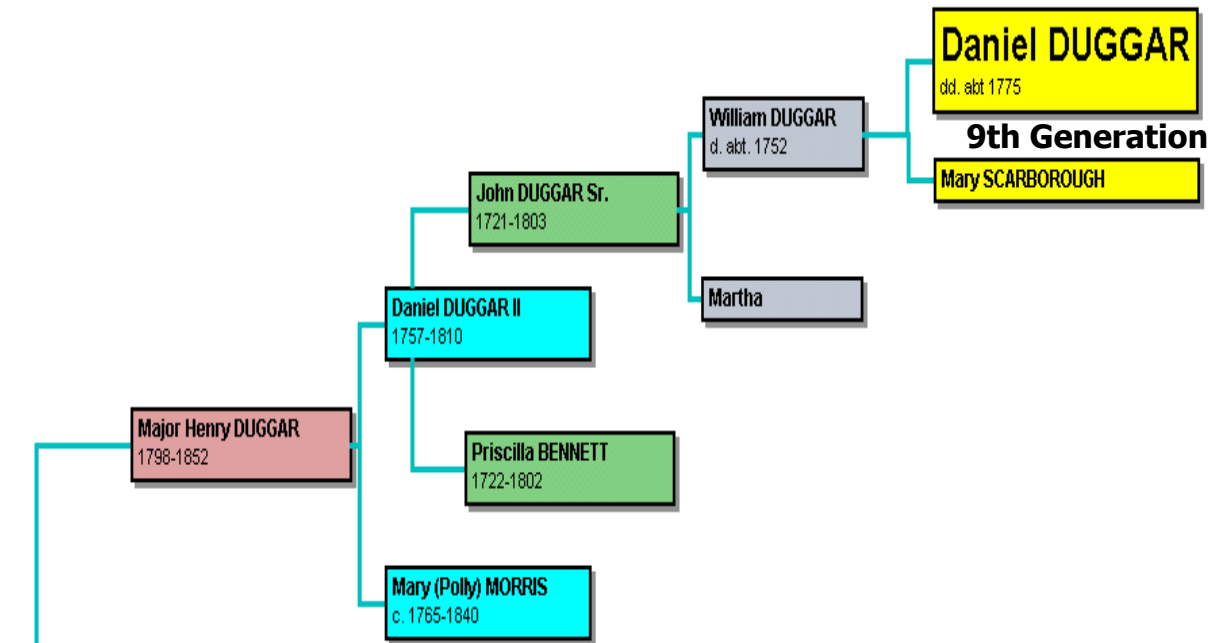 Daniel DUGGAR
dd. abt 1775
9th Generation
Mary SCARBOROUGH
William DUGGAR
d. abt. 1752
John DUGGAR Sr.
1721-1803
Martha
Daniel DUGGAR II
1757-1810
Major Henry DUGGAR
1798-1852
Priscilla BENNETT
1722-1802
Mary (Polly) MORRIS
c. 1765-1840